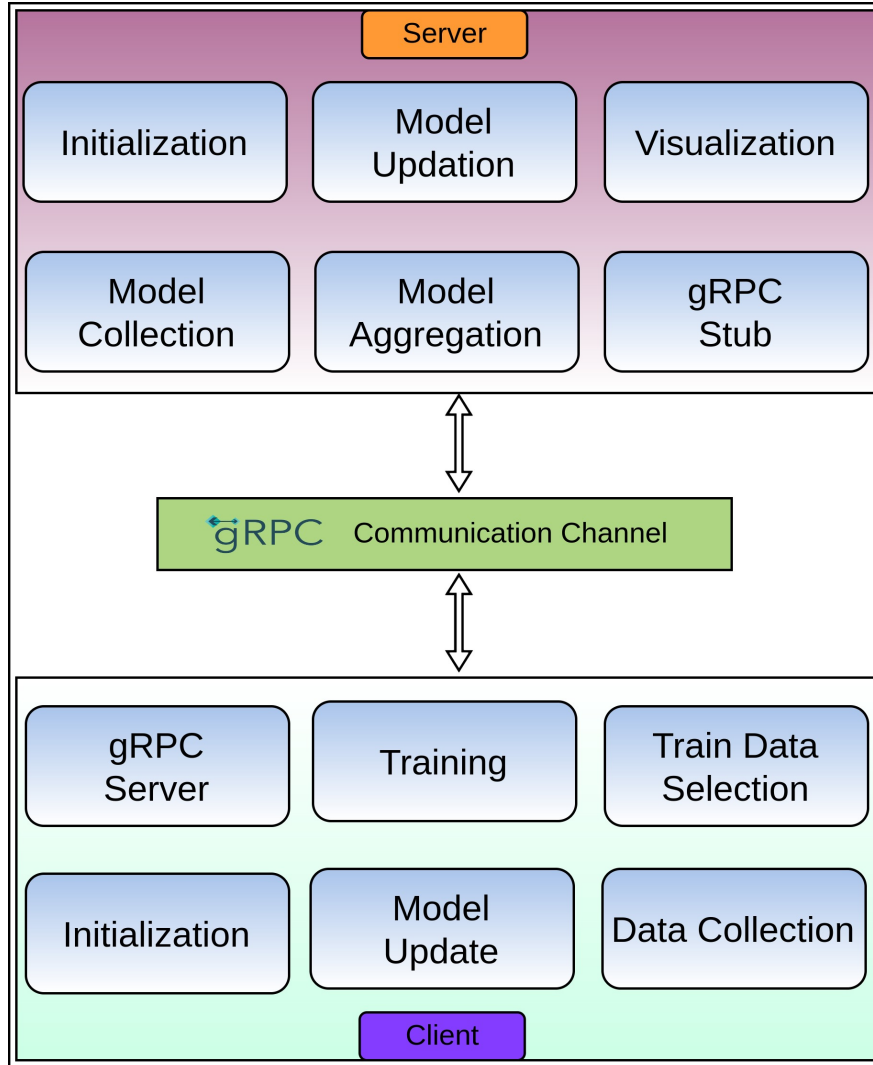 Server
Initialization
Model
Updation
Visualization
Model
Collection
Model
Aggregation
gRPC
Stub
gRPC Communication Channel
gRPC
Server
Training
Train Data
Selection
Initialization
Model
Update
Data Collection
Client